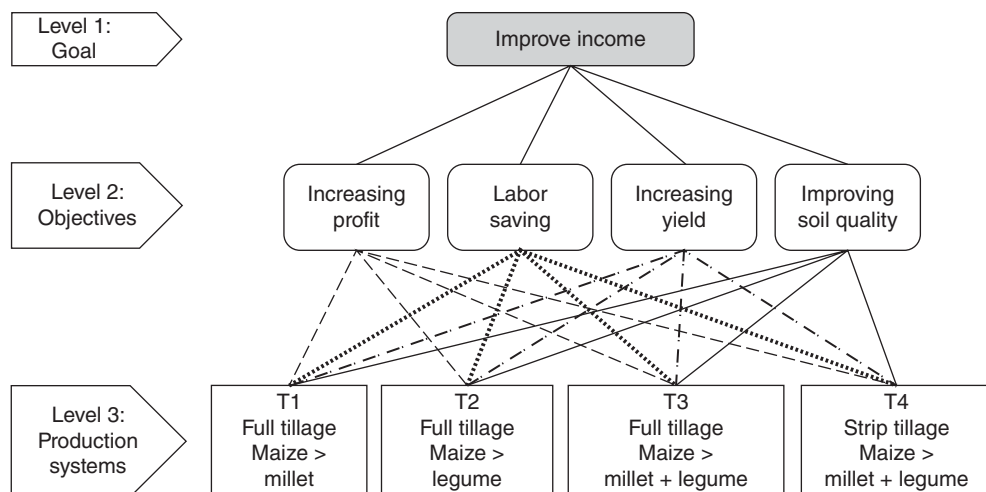 Level 1:
Goal
Improve income
Level 2:
Objectives
Increasing
profit
Labor
saving
Increasing
yield
Improving
soil quality
Level 3:
Production
systems
T1
Full tillage
Maize >
millet
T2
Full tillage
Maize >
legume
T3
Full tillage
Maize >
millet + legume
T4
Strip tillage
Maize >
millet + legume